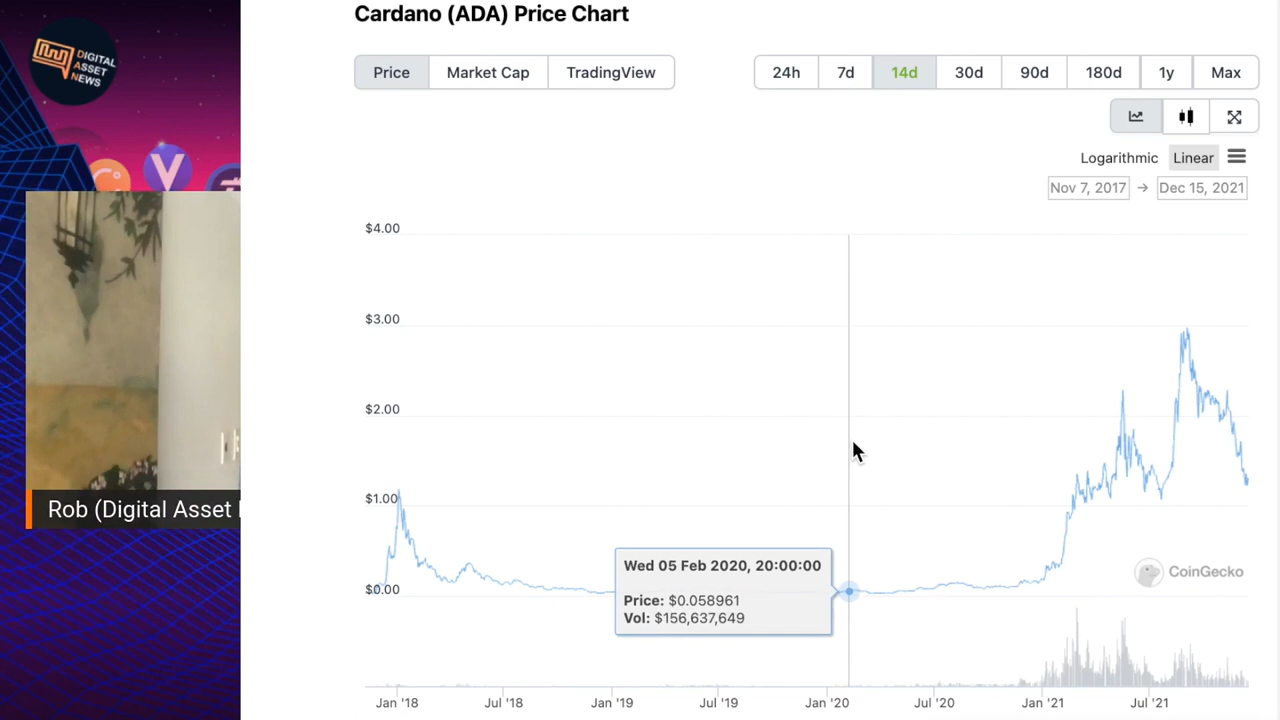 Cardano (ADA) Price Chart
DIGITAL
ASSET
NEWS
Price Market Cap TradingView
24h 7d 14d 30d 90d 180d 1y Max
Logarithmic Linear
Nov 7, 2017 → Dec 15, 2021
V
$4.00
$3.00
$2.00
$1.00
$0.00
Rob (Digital Asset
Wed 05 Feb 2020, 20:00:00
Price: $0.058961
Vol: $156,637,649
CoinGecko
Jan '18 Jul '18 Jan '19 Jul '19 Jan '20 Jul '20 Jan '21 Jul '21